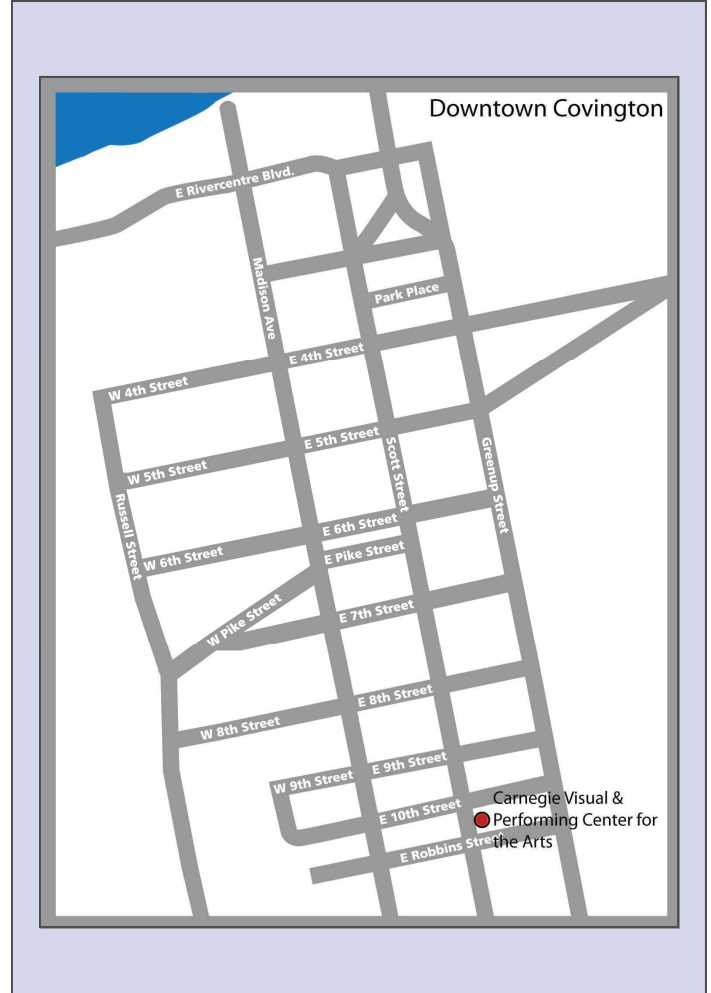 Downtown Covington
E Rivercentre Blvd.
Madison Ave
Park Place
E 4th Street
W 4th Street
E 5th Street
W 5th Street
Scott Street
Greenup Street
Russell Street
E 6th Street
W 6th Street
E Pike Street
W Pike Street
E 7th Street
E 8th Street
W 8th Street
E 9th Street
W 9th Street
Carnegie Visual &
Performing Center for
the Arts
E 10th Street
E Robbins Street